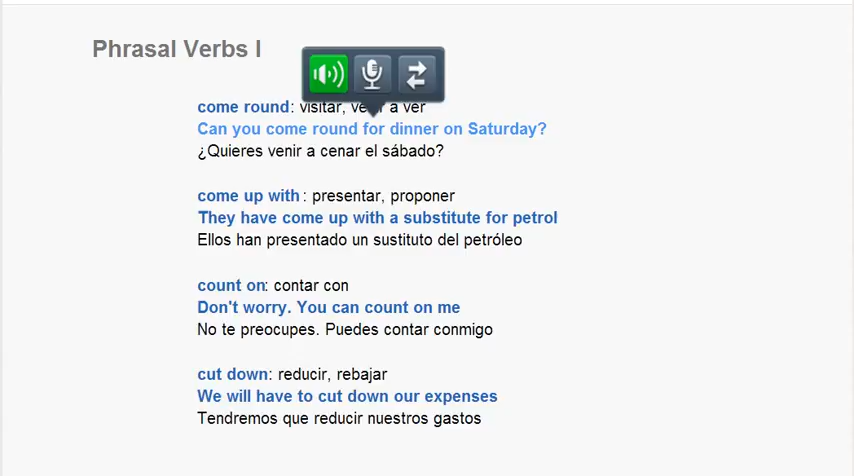 Phrasal Verbs I
come round: visitar, venir a ver
Can you come round for dinner on Saturday?
¿Quieres venir a cenar el sábado?
come up with : presentar, proponer
They have come up with a substitute for petrol
Ellos han presentado un sustituto del petróleo
count on: contar con
Don't worry. You can count on me
No te preocupes. Puedes contar conmigo
cut down: reducir, rebajar
We will have to cut down our expenses
Tendremos que reducir nuestros gastos